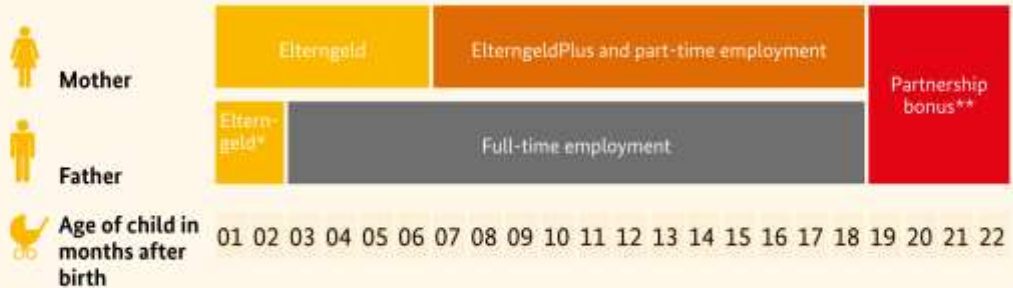 Elterngeld
ElterngeldPlus and part-time employment
Mother
Partnership
bonus**
Eltern-
geld*
Full-time employment
Father
Age of child in
months after
birth
01 02 03 04 05 06 07 08 09 10 11 12 13 14 15 16 17 18 19 20 21 22